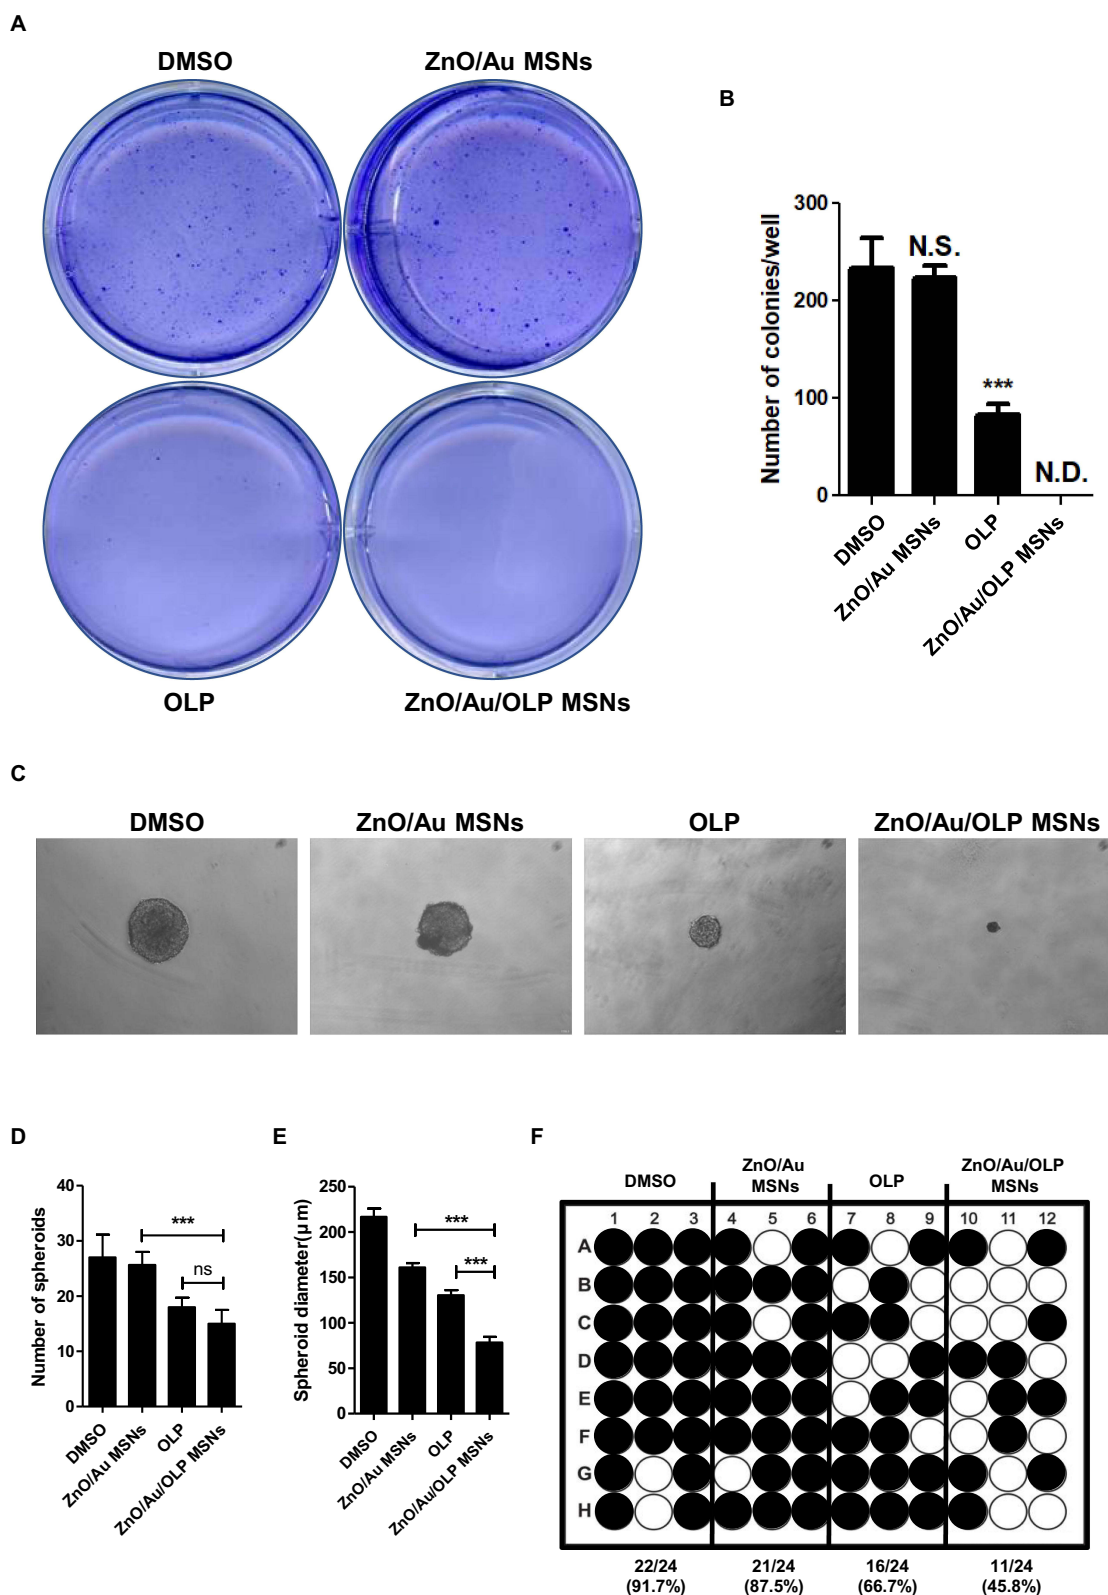 A
DMSO
ZnO/Au MSNs
OLP
ZnO/Au/OLP MSNs
B
Number of colonies/well
300
200
100
0
N.S.
***
N.D.
DMSO
ZnO/Au MSNs
OLP
ZnO/Au/OLP MSNs
C
DMSO
ZnO/Au MSNs
OLP
ZnO/Au/OLP MSNs
D
Number of spheroids
40
30
20
10
0
***
ns
DMSO
ZnO/Au MSNs
OLP
ZnO/Au/OLP MSNs
E
Spheroid diameter(μ m)
250
200
150
100
50
0
***
***
DMSO
ZnO/Au MSNs
OLP
ZnO/Au/OLP MSNs
F
DMSO
ZnO/Au
MSNs
OLP
ZnO/Au/OLP
MSNs
1 2 3 4 5 6 7 8 9 10 11 12
A
B
C
D
E
F
G
H
22/24
(91.7%)
21/24
(87.5%)
16/24
(66.7%)
11/24
(45.8%)